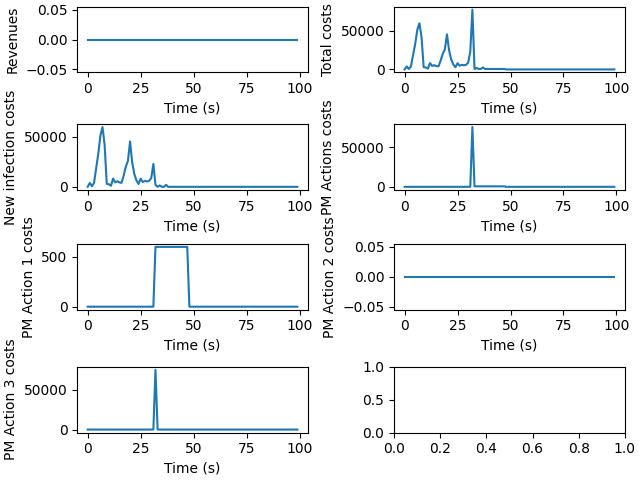 Revenues
0.05
0.00
−0.05
0 25 50 75 100
Time (s)
Total costs
50000
0
0 25 50 75 100
Time (s)
New infection costs
50000
0
0 25 50 75 100
Time (s)
PM Actions costs
50000
0
0 25 50 75 100
Time (s)
PM Action 1 costs
500
0
0 25 50 75 100
Time (s)
PM Action 2 costs
0.05
0.00
−0.05
0 25 50 75 100
Time (s)
PM Action 3 costs
50000
0
0 25 50 75 100
Time (s)
1.0
0.5
0.0
0.0 0.2 0.4 0.6 0.8 1.0